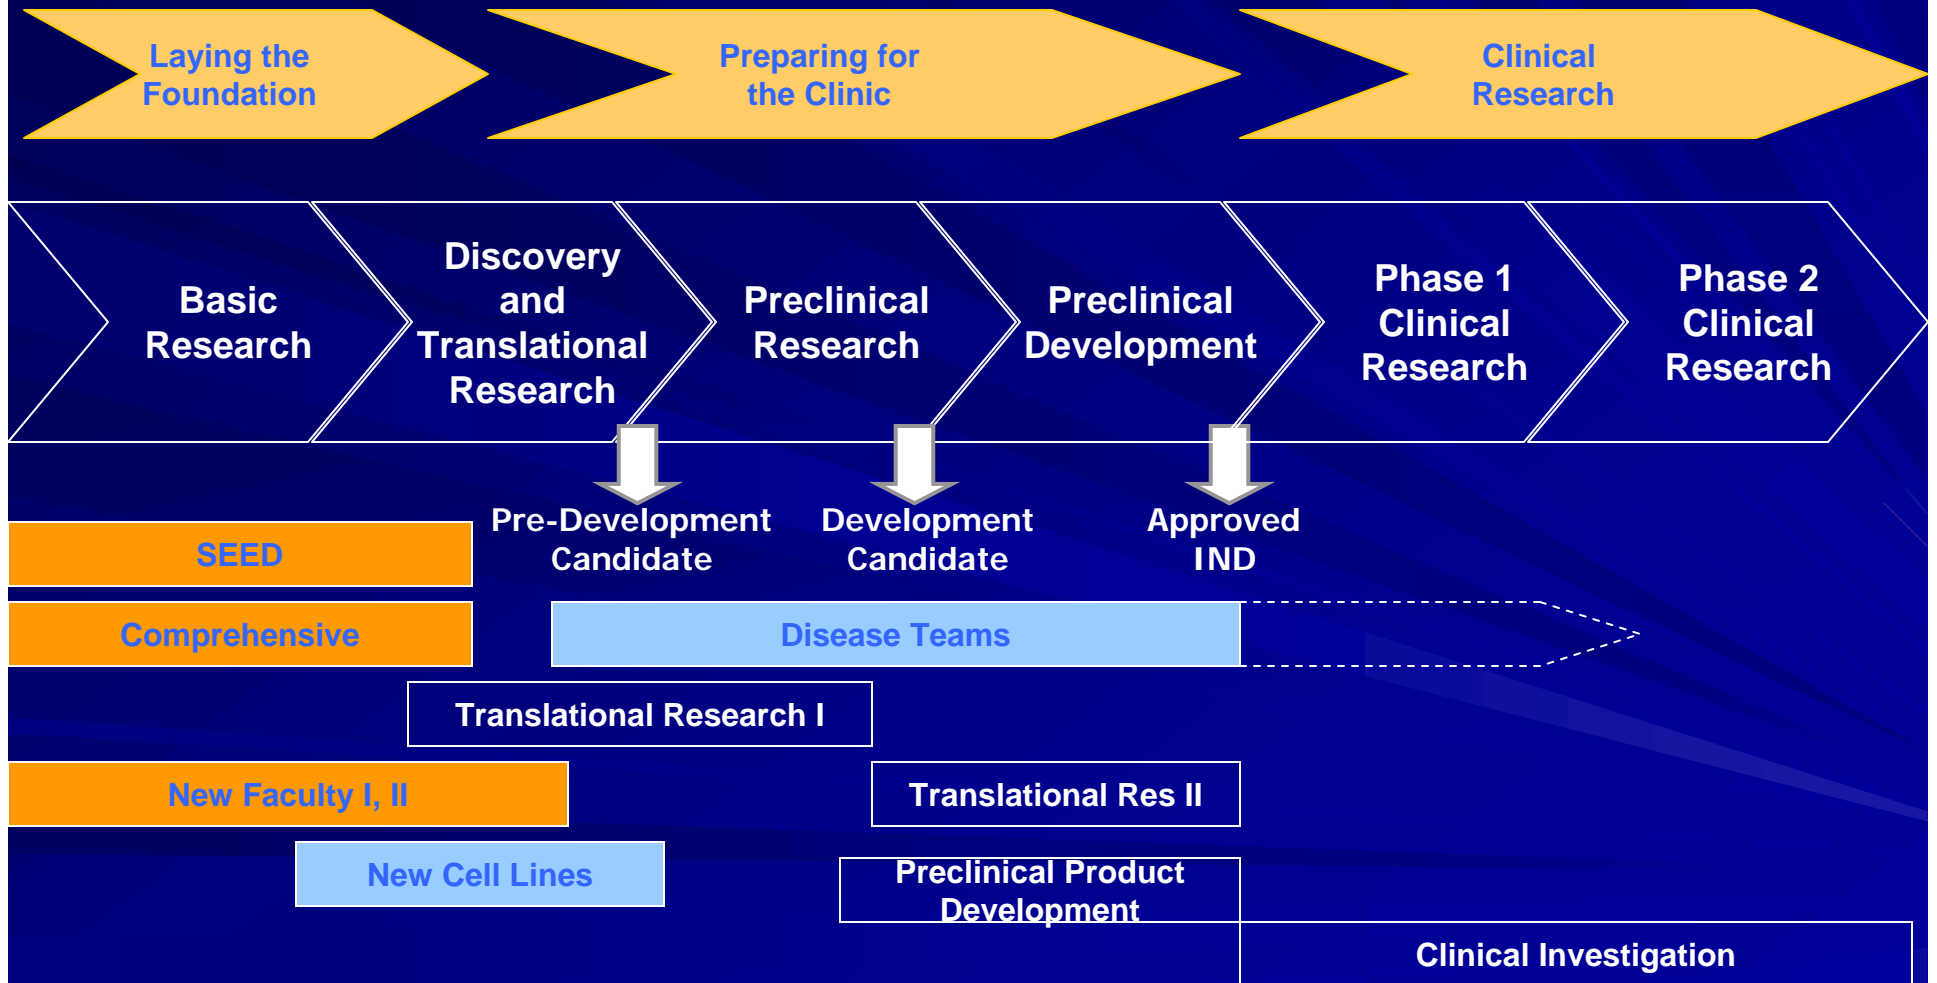 Laying the
Foundation
Preparing for
the Clinic
Clinical
Research
Basic
Research
Discovery
and
Translational
Research
Preclinical
Research
Preclinical
Development
Phase 1
Clinical
Research
Phase 2
Clinical
Research
Pre-Development
Candidate
Development
Candidate
Approved
IND
SEED
Comprehensive
Disease Teams
Translational Research I
New Faculty I, II
Translational Res II
New Cell Lines
Preclinical Product
Development
Clinical Investigation